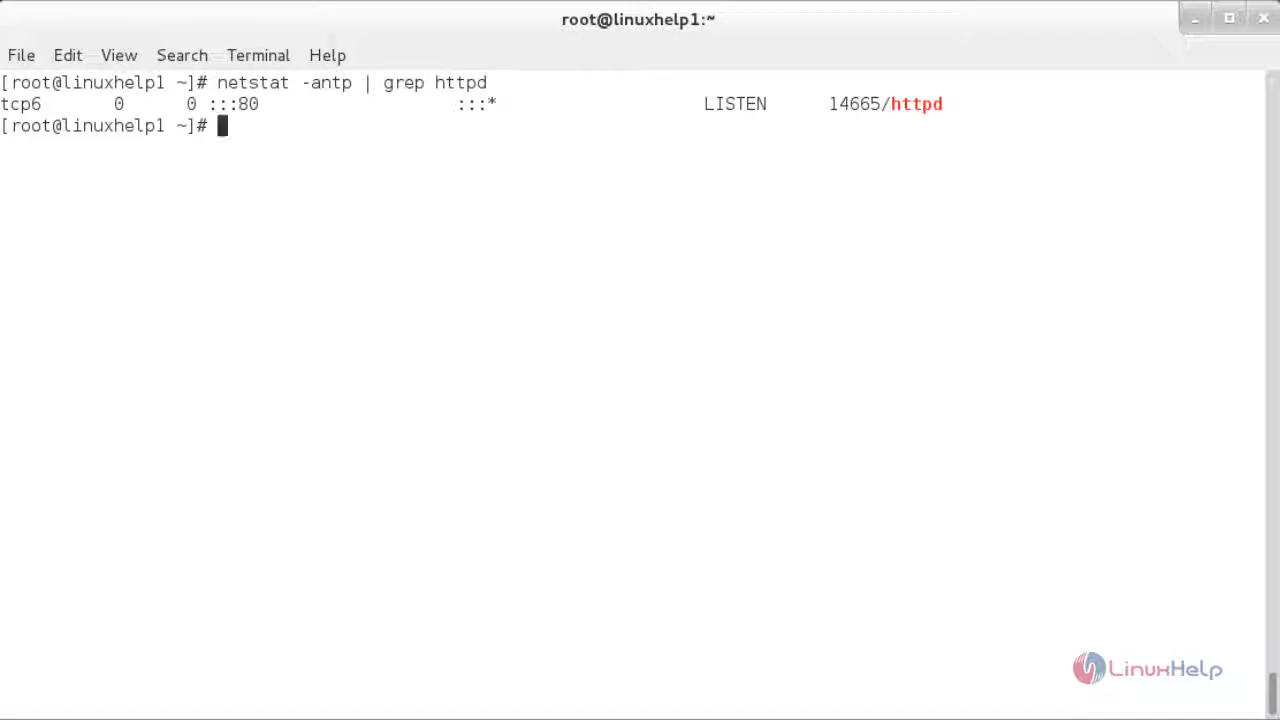 root@linuxhelp1:~
File Edit View Search Terminal Help
[root@linuxhelp1 ~]# netstat -antp | grep httpd
tcp6 0 0 :::80 :::* LISTEN 14665/httpd
[root@linuxhelp1 ~]#
LinuxHelp